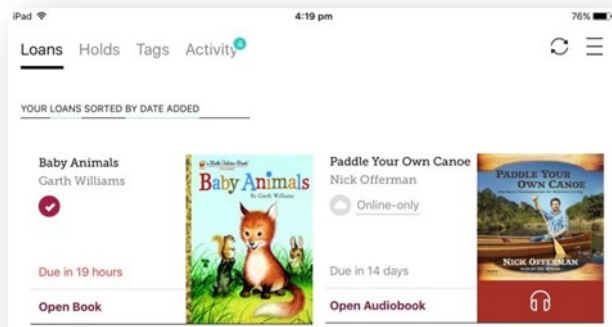 iPad 4:19 pm 76%
Loans Holds Tags Activity 4
YOUR LOANS SORTED BY DATE ADDED
Baby Animals
Garth Williams
Due in 19 hours
Open Book
a Little Golden Book
Baby Animals
By Garth Williams
Paddle Your Own Canoe
Nick Offerman
Online-only
Due in 14 days
Open Audiobook
PADDLE YOUR
OWN CANOE
NICK OFFERMAN